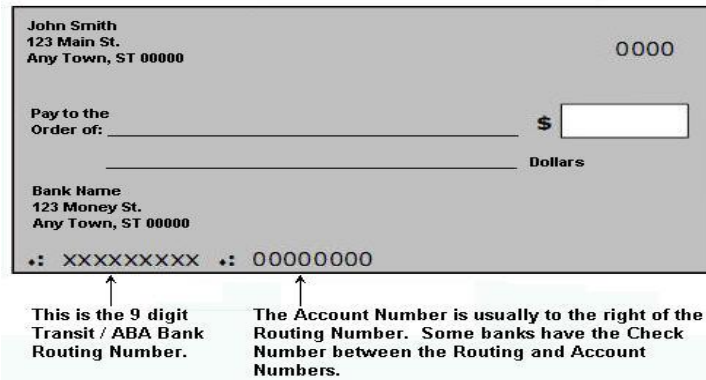 John Smith
123 Main St.
Any Town, ST 00000
0000
Pay to the
Order of:
$
Dollars
Bank Name
123 Money St.
Any Town, ST 00000
⑆ XXXXXXXXX ⑆ 00000000
This is the 9 digit
Transit / ABA Bank
Routing Number.
The Account Number is usually to the right of the
Routing Number. Some banks have the Check
Number between the Routing and Account
Numbers.